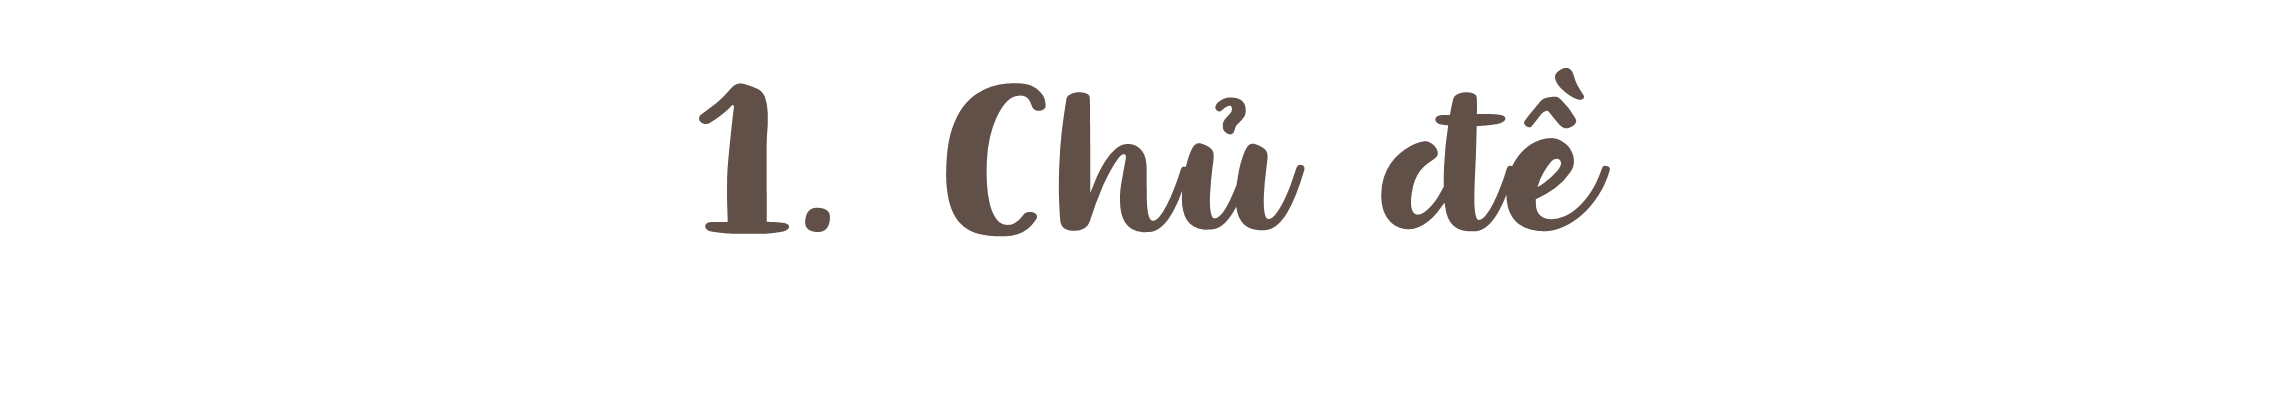 1. Chủ đề